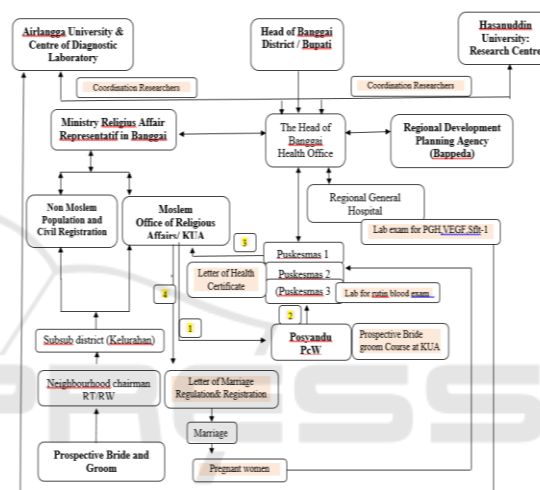 Airlangga University &
Centre of Diagnostic
Laboratory
Head of Banggai
District / Bupati
Hasanuddin
University:
Research Centre
Coordination Researchers
Coordination Researchers
Ministry Religius Affair
Representatif in Banggai
The Head of
Banggai
Health Office
Regional Development
Planning Agency
(Bappeda)
Non Moslem
Population and
Civil Registration
Moslem
Office of Religious
Affairs/ KUA
Regional General
Hospital
Lab exam for PGH,VEGF,Sflt-1
3
Puskesmas 1
Puskesmas 2
(Puskesmas 3
Letter of Health
Certificate
Lab for rutin blood exam
4
1
2
Posyandu
PcW
Prospective Bride
groom Course at KUA
Subsub district (Kelurahan)
Neighbourhood chairman
RT/RW
Letter of Marriage
Regulation& Registration
Marriage
Prospective Bride and
Groom
Pregnant women
PRESS